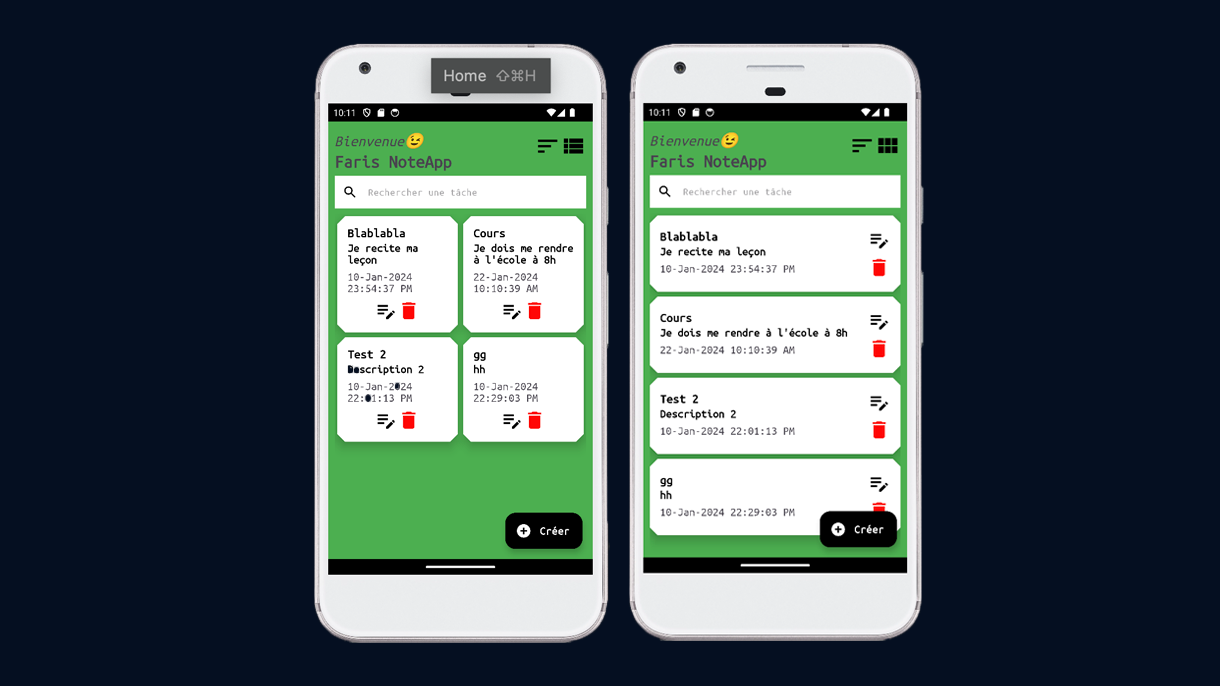 Home ⇧⌘H
10:11
Bienvenue😉
Faris NoteApp
Rechercher une tâche
Blablabla
Je recite ma
leçon
10-Jan-2024
23:54:37 PM
Cours
Je dois me rendre
à l'école à 8h
22-Jan-2024
10:10:39 AM
Test 2
Description 2
10-Jan-2024
22:01:13 PM
gg
hh
10-Jan-2024
22:29:03 PM
Créer
10:11
Bienvenue😉
Faris NoteApp
Rechercher une tâche
Blablabla
Je recite ma leçon
10-Jan-2024 23:54:37 PM
Cours
Je dois me rendre à l'école à 8h
22-Jan-2024 10:10:39 AM
Test 2
Description 2
10-Jan-2024 22:01:13 PM
gg
hh
10-Jan-2024 22:29:03 PM
Créer